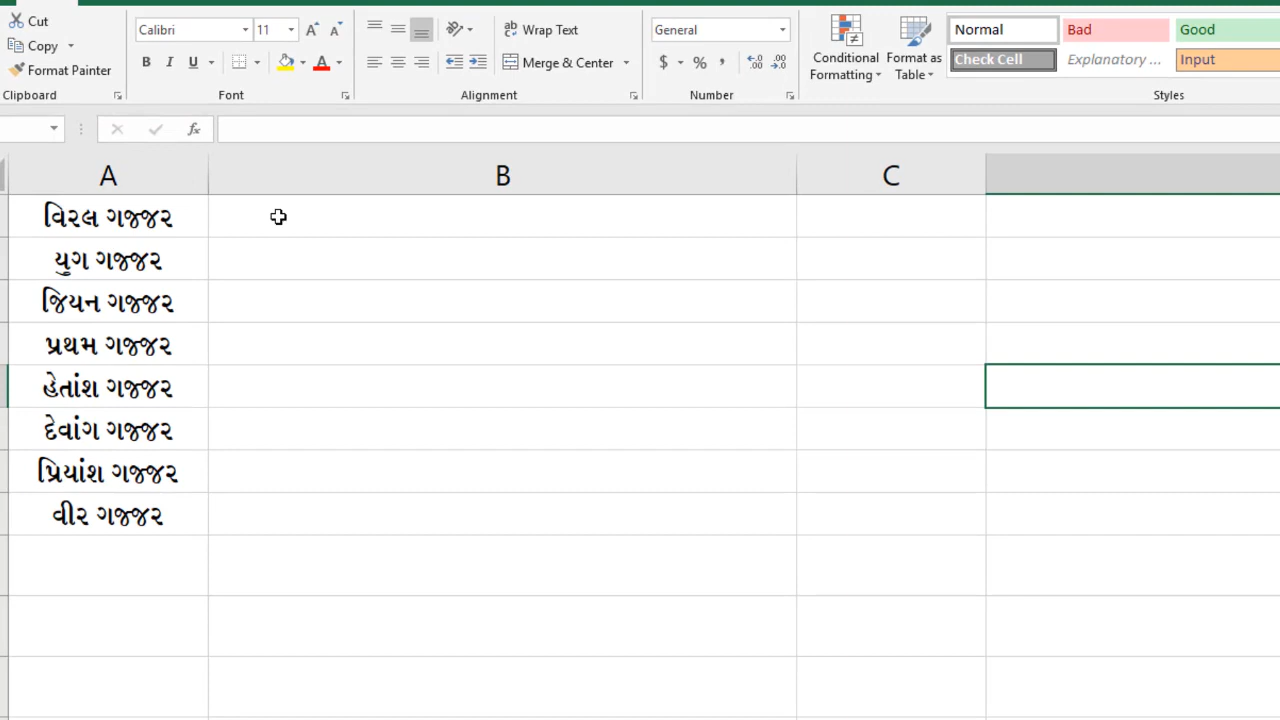 Cut
Calibri 11 Wrap Text General Normal Bad Good
Copy
Format Painter B I U Merge & Center $ % Conditional Formatting Format as Table Check Cell Explanatory ... Input
Clipboard Font Alignment Number Styles
fx
A B C
વિરલ ગજ્જર
યુગ ગજ્જર
જિયન ગજ્જર
પ્રથમ ગજ્જર
હેતાંશ ગજ્જર
દેવાંગ ગજ્જર
પ્રિયાંશ ગજ્જર
વીર ગજ્જર